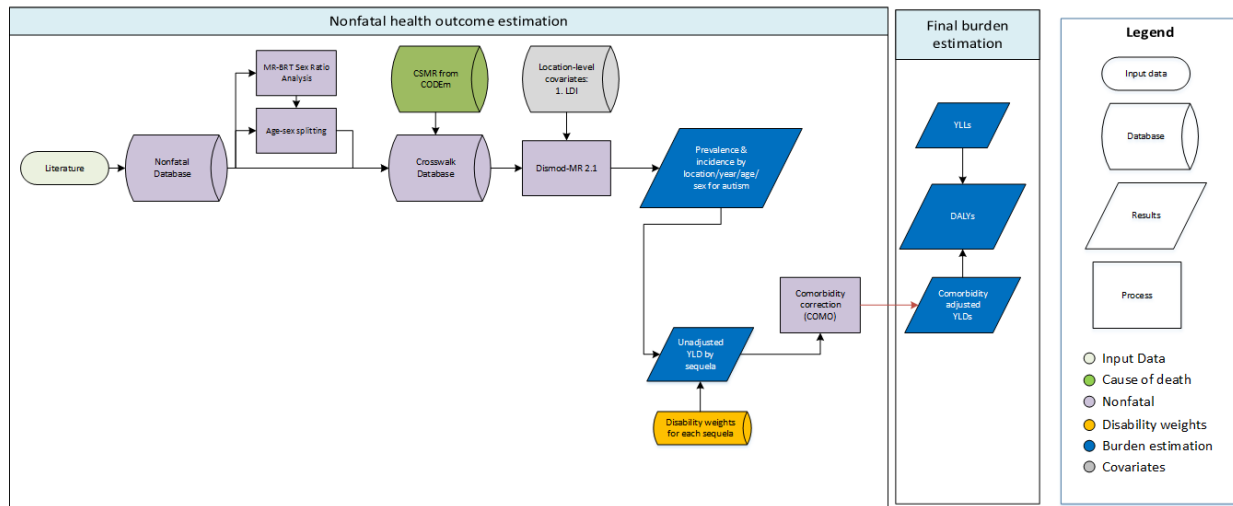 Nonfatal health outcome estimation
MR-BRT Sex Ratio
Analysis
Age-sex splitting
CSMR from
CODEm
Location-level
covariates:
1. LDI
Literature
Nonfatal
Database
Crosswalk
Database
Dismod-MR 2.1
Prevalence &
incidence by
location/year/age/
sex for autism
Comorbidity
correction
(COMO)
Unadjusted
YLD by
sequela
Disability weights
for each sequela
Final burden
estimation
YLLs
DALYs
Comorbidity
adjusted
YLDs
Legend
Input data
Database
Results
Process
Input Data
Cause of death
Nonfatal
Disability weights
Burden estimation
Covariates